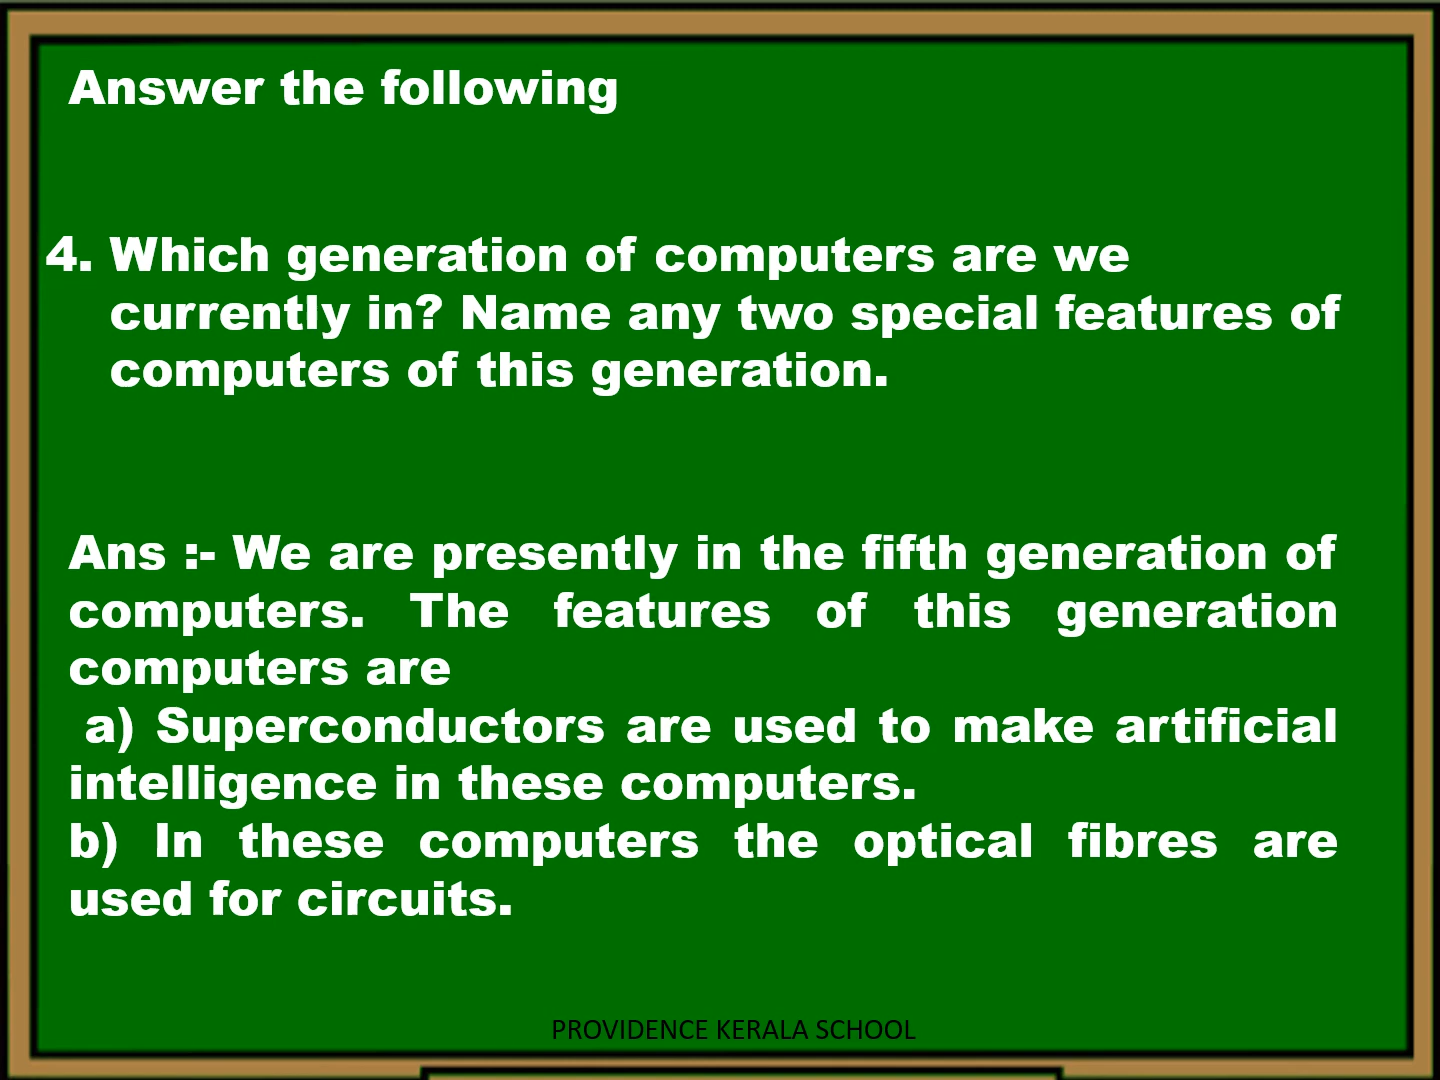 Answer the following
4. Which generation of computers are we
currently in? Name any two special features of
computers of this generation.
Ans :- We are presently in the fifth generation of
computers. The features of this generation
computers are
a) Superconductors are used to make artificial
intelligence in these computers.
b) In these computers the optical fibres are
used for circuits.
PROVIDENCE KERALA SCHOOL